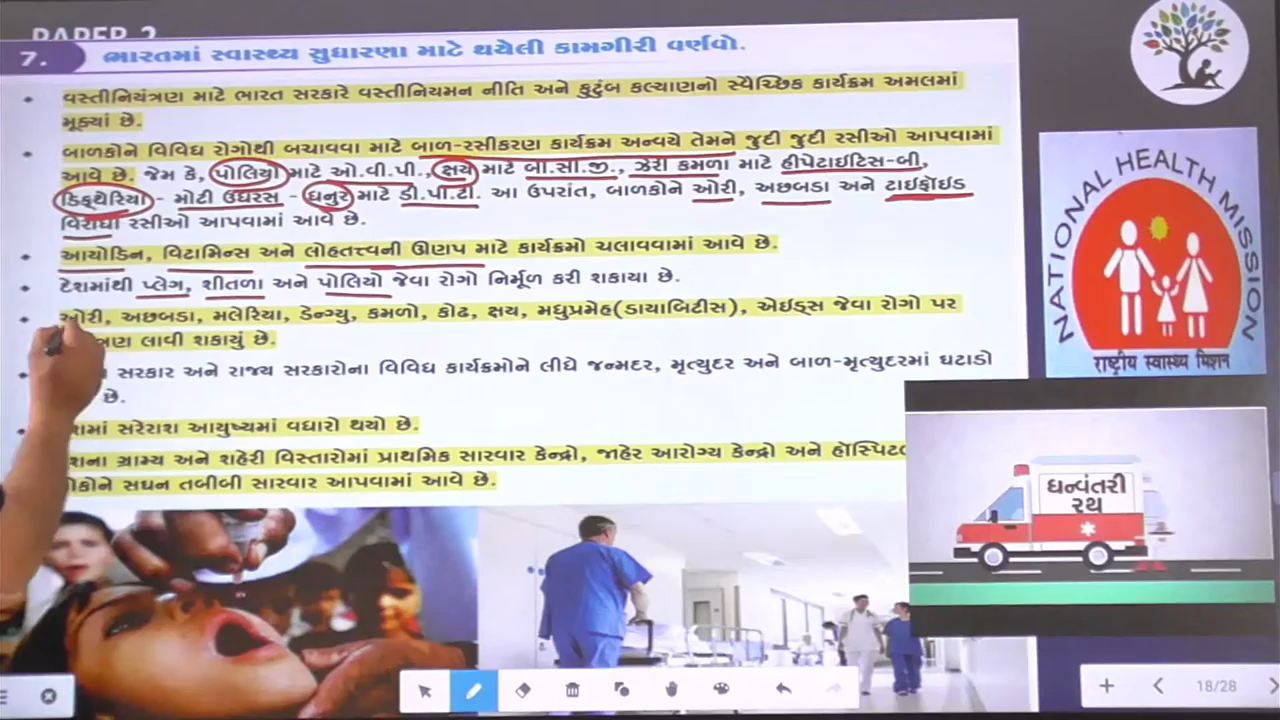 PAPER 2
7. ભારતમાં સ્વાસ્થ્ય સુધારણા માટે થયેલી કામગીરી વર્ણવો.
વસ્તીનિયંત્રણ માટે ભારત સરકારે વસ્તીનિયમન નીતિ અને કુટુંબ કલ્યાણનો સ્વૈચ્છિક કાર્યક્રમ અમલમાં
મૂક્યાં છે.
બાળકોને વિવિધ રોગોથી બચાવવા માટે બાળ-રસીકરણ કાર્યક્રમ અન્વયે તેમને જુદી જુદી રસીઓ આપવામાં
આવે છે. જેમ કે, પોલિયો માટે ઓ.વી.પી., ક્ષય માટે બી.સી.જી., ઝેરી કમળા માટે હીપેટાઈટિસ-બી,
ડિફ્થેરિયા - મોટી ઉધરસ - ધનુર માટે ડી.પી.ટી. આ ઉપરાંત, બાળકોને ઓરી, અછબડા અને ટાઈફૉઈડ
વિરોધી રસીઓ આપવામાં આવે છે.
આયોડિન, વિટામિન્સ અને લોહતત્ત્વની ઊણપ માટે કાર્યક્રમો ચલાવવામાં આવે છે.
દેશમાંથી પ્લેગ, શીતળા અને પોલિયો જેવા રોગો નિર્મૂળ કરી શકાયા છે.
ઓરી, અછબડા, મલેરિયા, ડેન્ગ્યુ, કમળો, કોઢ, ક્ષય, મધુપ્રમેહ(ડાયાબિટીસ), એઈડ્સ જેવા રોગો પર
લાવી શકાયું છે.
સરકાર અને રાજ્ય સરકારોના વિવિધ કાર્યક્રમોને લીધે જન્મદર, મૃત્યુદર અને બાળ-મૃત્યુદરમાં ઘટાડો
છે.
સરેરાશ આયુષ્યમાં વધારો થયો છે.
ગ્રામ્ય અને શહેરી વિસ્તારોમાં પ્રાથમિક સારવાર કેન્દ્રો, જાહેર આરોગ્ય કેન્દ્રો અને
સઘન તબીબી સારવાર આપવામાં આવે છે.
NATIONAL HEALTH MISSION
राष्ट्रीय स्वास्थ्य मिशन
ધન્વંતરી
રથ
18/28